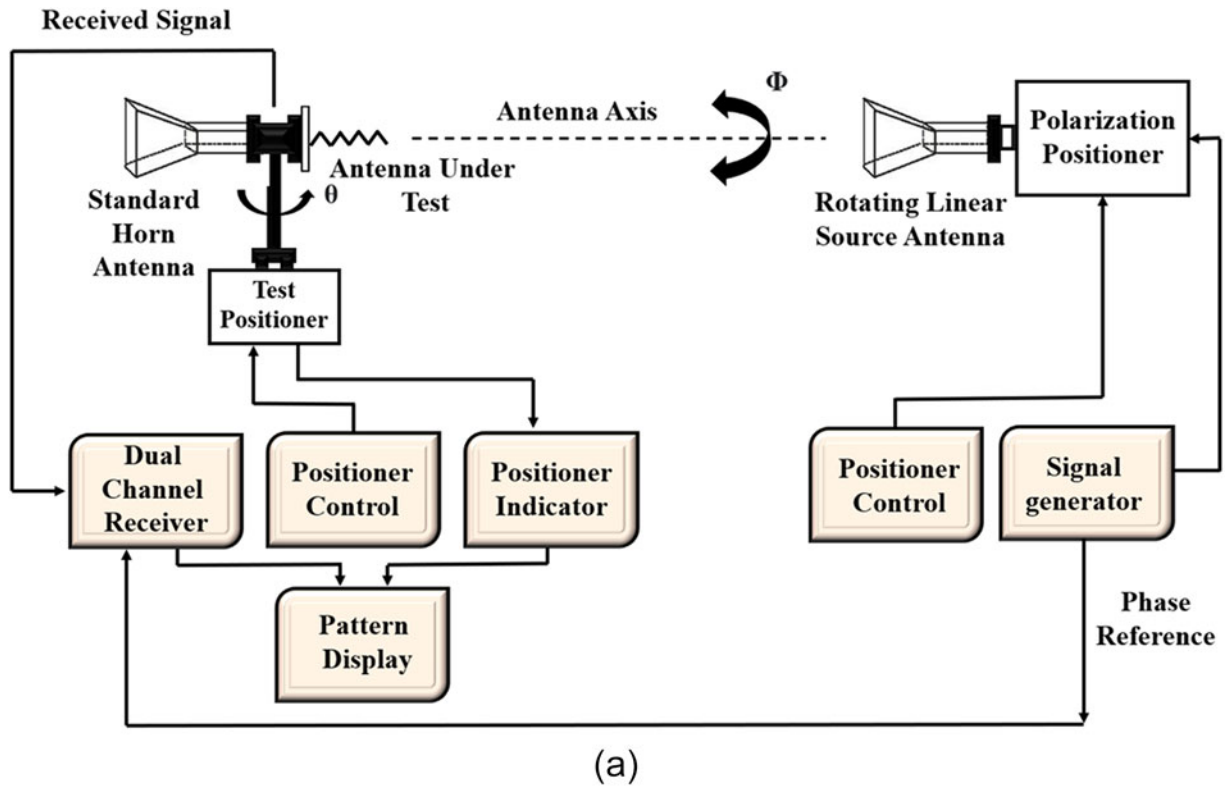 Received Signal
Φ
Antenna Axis
Polarization
Positioner
Antenna Under
Test
θ
Standard
Horn
Antenna
Rotating Linear
Source Antenna
Test
Positioner
Dual
Channel
Receiver
Positioner
Control
Positioner
Indicator
Positioner
Control
Signal
generator
Pattern
Display
Phase
Reference
(a)